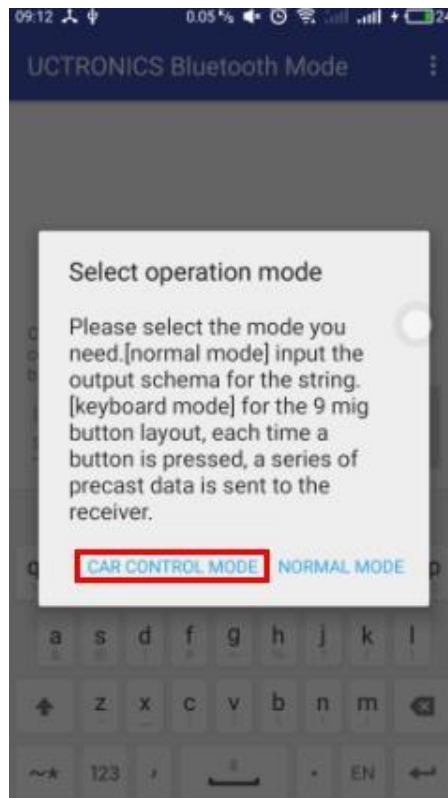 09:12 0.05 24
UCTRONICS Bluetooth Mode
Select operation mode
Please select the mode you
need.[normal mode] input the
output schema for the string.
[keyboard mode] for the 9 mig
button layout, each time a
button is pressed, a series of
precast data is sent to the
receiver.
CAR CONTROL MODE NORMAL MODE
q p
a s d f g h j k l
z x c v b n m
~* 123 , . EN